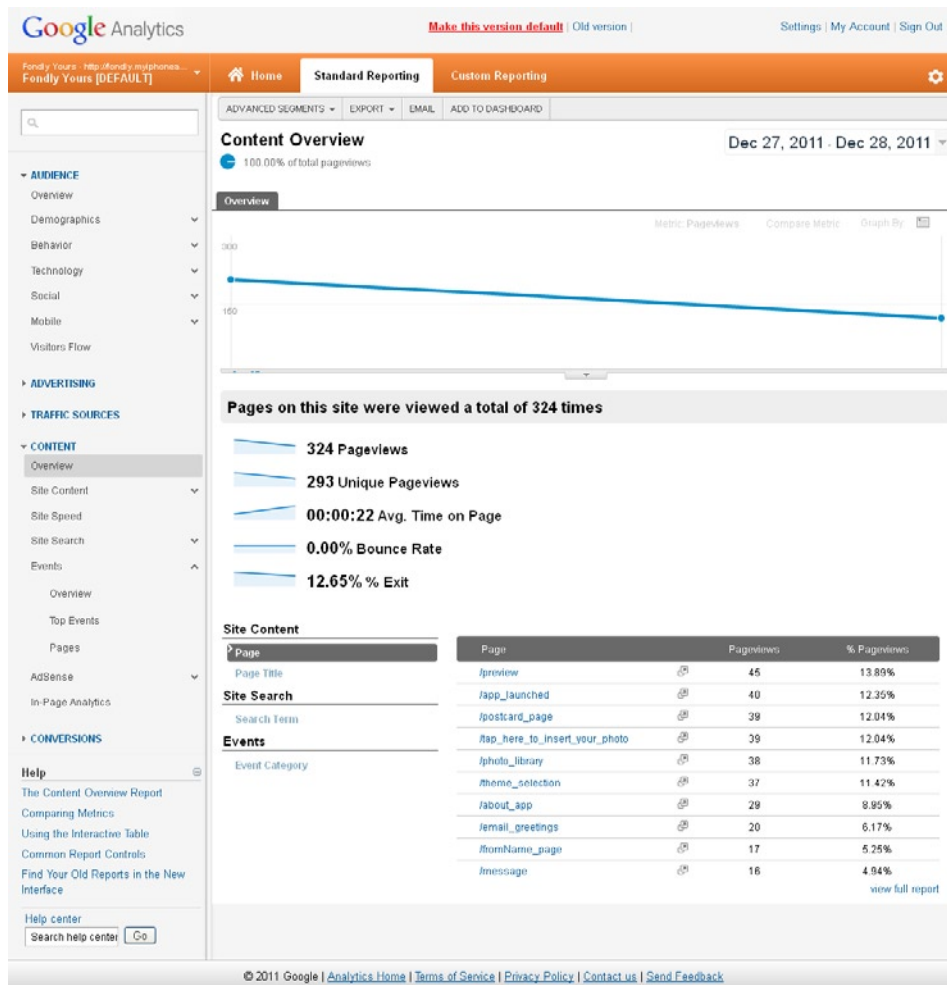 Google Analytics
Make this version default | Old version |
Settings | My Account | Sign Out
Fondly Yours [DEFAULT]
Home
Standard Reporting
Custom Reporting
ADVANCED SEGMENTS
EXPORT
EMAIL
ADD TO DASHBOARD
Content Overview
Dec 27, 2011 - Dec 28, 2011
100.00% of total pageviews
AUDIENCE
Overview
Demographics
Behavior
Technology
Social
Mobile
Visitors Flow
ADVERTISING
TRAFFIC SOURCES
CONTENT
Overview
Site Content
Site Speed
Site Search
Events
Overview
Top Events
Pages
AdSense
In-Page Analytics
CONVERSIONS
Help
The Content Overview Report
Comparing Metrics
Using the Interactive Table
Common Report Controls
Find Your Old Reports in the New
Interface
Help center
Search help center Go
Overview
Metric: Pageviews Compare Metric Graph By:
300
150
Pages on this site were viewed a total of 324 times
324 Pageviews
293 Unique Pageviews
00:00:22 Avg. Time on Page
0.00% Bounce Rate
12.65% % Exit
Site Content
Page
Page Title
Site Search
Search Term
Events
Event Category
Page Pageviews % Pageviews
/preview 45 13.89%
/app_launched 40 12.35%
/postcard_page 39 12.04%
/tap_here_to_insert_your_photo 39 12.04%
/photo_library 38 11.73%
/theme_selection 37 11.42%
/about_app 29 8.95%
/email_greetings 20 6.17%
/fromName_page 17 5.25%
/message 16 4.94%
view full report
© 2011 Google | Analytics Home | Terms of Service | Privacy Policy | Contact us | Send Feedback